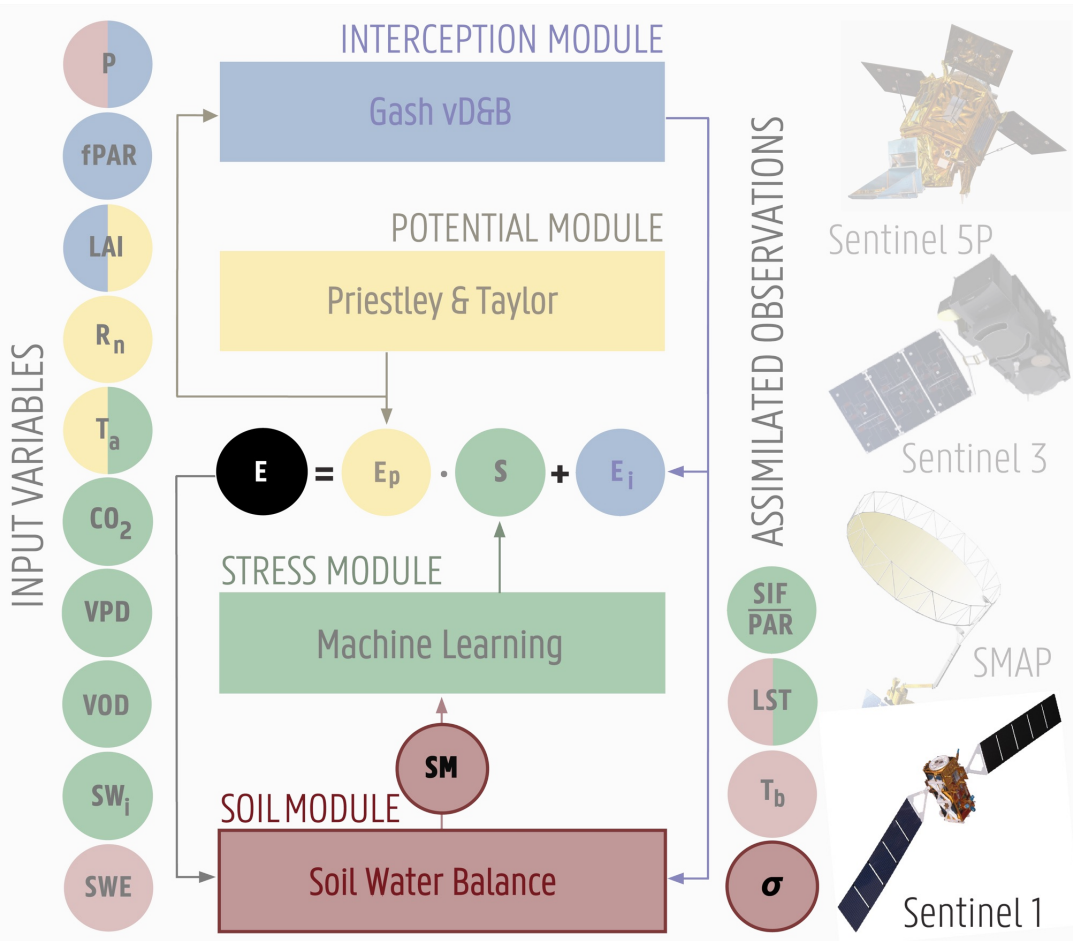 INPUT VARIABLES
P
fPAR
LAI
Rn
Ta
CO2
VPD
VOD
SWi
SWE
INTERCEPTION MODULE
Gash vD&B
POTENTIAL MODULE
Priestley & Taylor
E = Ep · S + Ei
STRESS MODULE
Machine Learning
SM
SOIL MODULE
Soil Water Balance
ASSIMILATED OBSERVATIONS
SIF
PAR
LST
Tb
σ
Sentinel 5P
Sentinel 3
SMAP
Sentinel 1